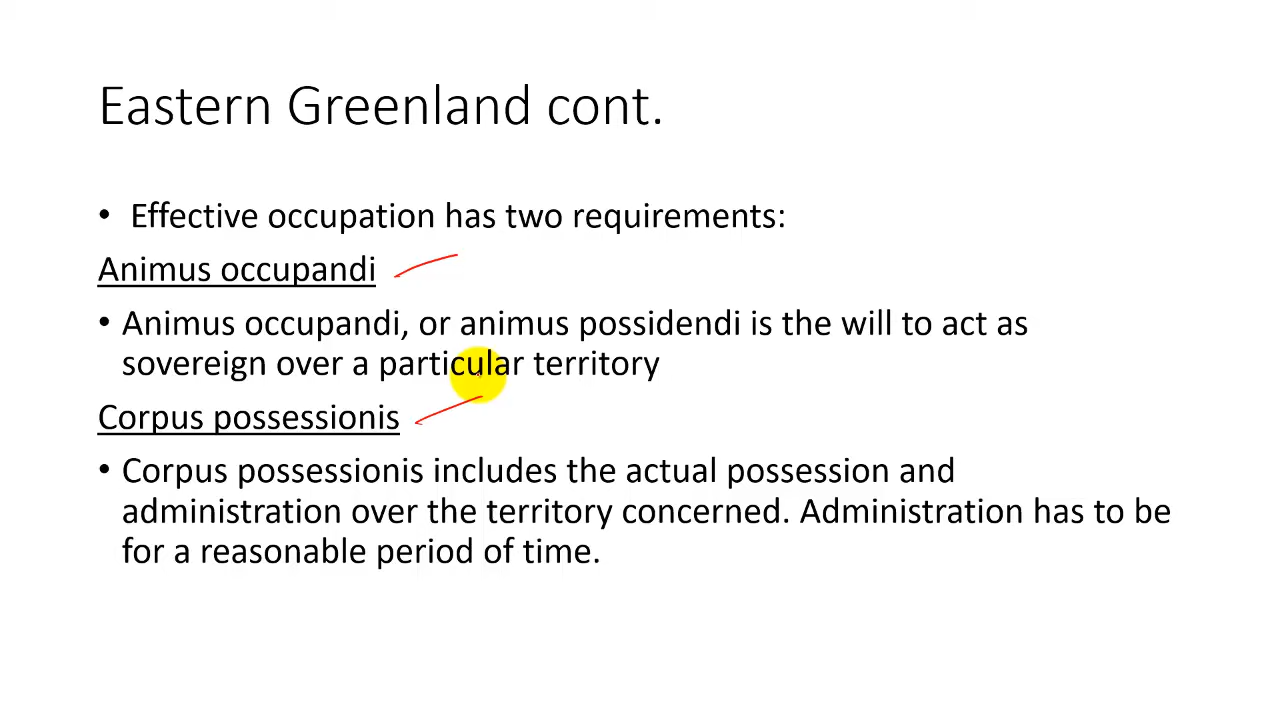 Eastern Greenland cont.
• Effective occupation has two requirements:
Animus occupandi
• Animus occupandi, or animus possidendi is the will to act as
sovereign over a particular territory
Corpus possessionis
• Corpus possessionis includes the actual possession and
administration over the territory concerned. Administration has to be
for a reasonable period of time.